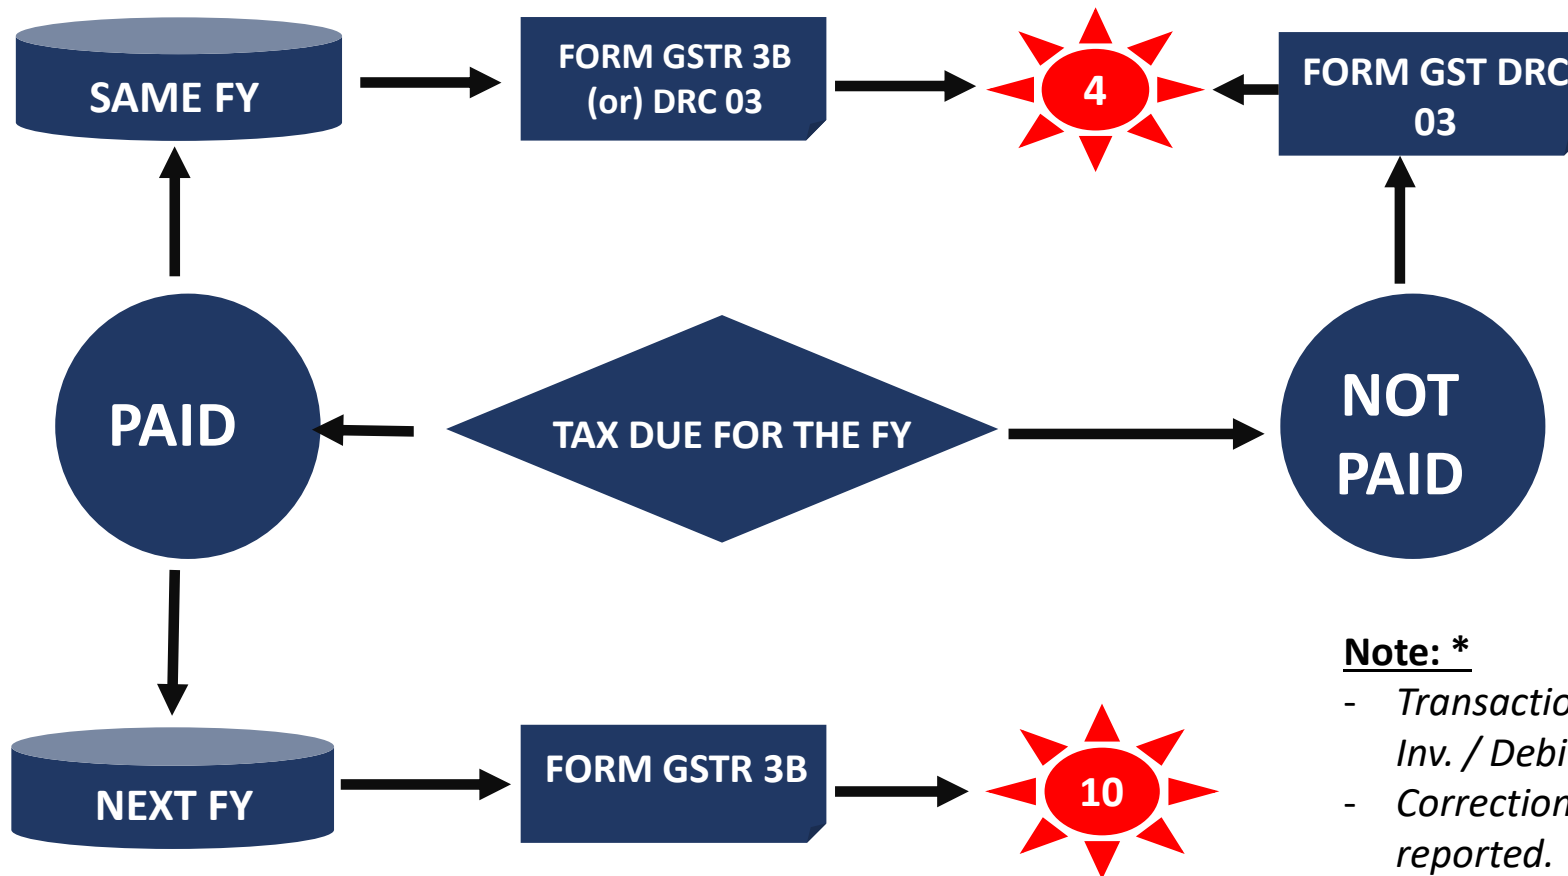 SAME FY
FORM GSTR 3B
(or) DRC 03
4
FORM GST DRC
03
PAID
TAX DUE FOR THE FY
NOT
PAID
NEXT FY
FORM GSTR 3B
10
Note: *
-
Inv. /
- Correction
reported.